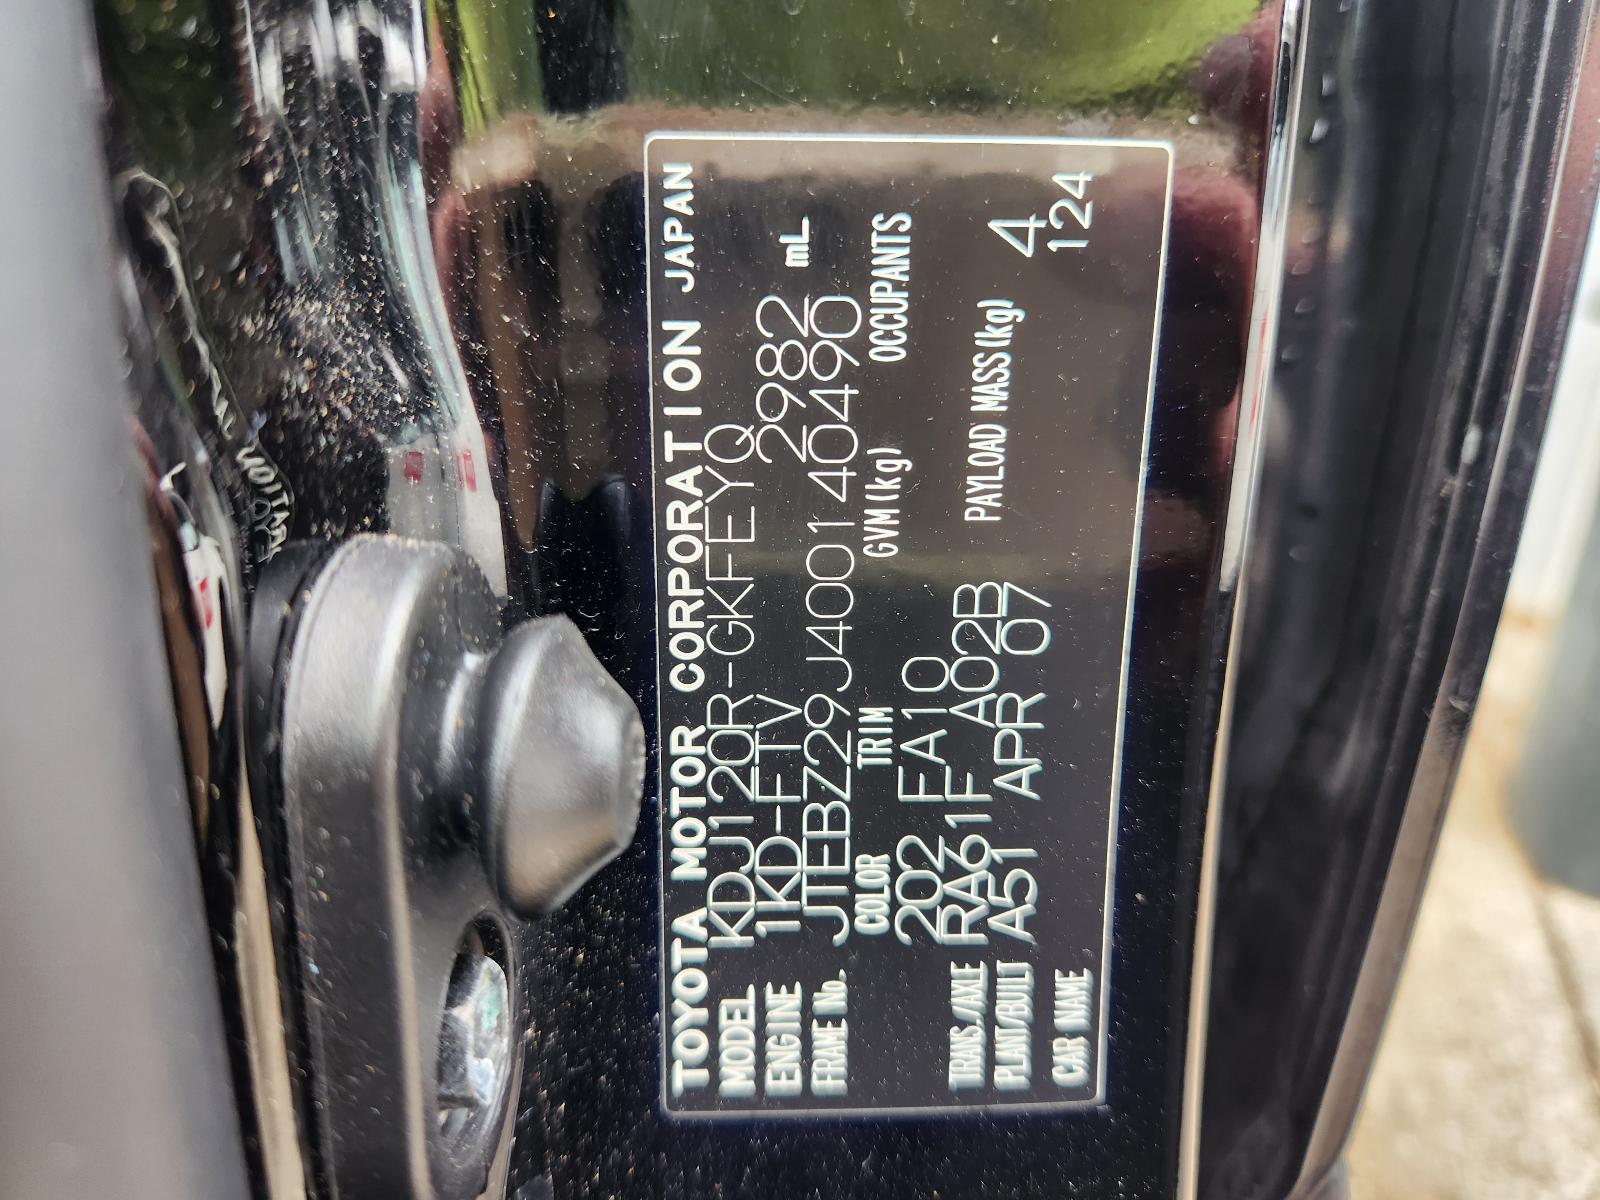 TOYOTA MOTOR CORPORATION JAPAN
MODEL KDJ120R-GKFEYQ
ENGINE 1KD-FTV 2982 mL
FRAME No. JTEBZ29J400140490
COLOR TRIM GVM(kg) OCCUPANTS
202 FA10
TRANS./AXLE RA61F A02B
PLANT/BUILT A51 APR 07 PAYLOAD MASS(kg) 4
CAR NAME 124